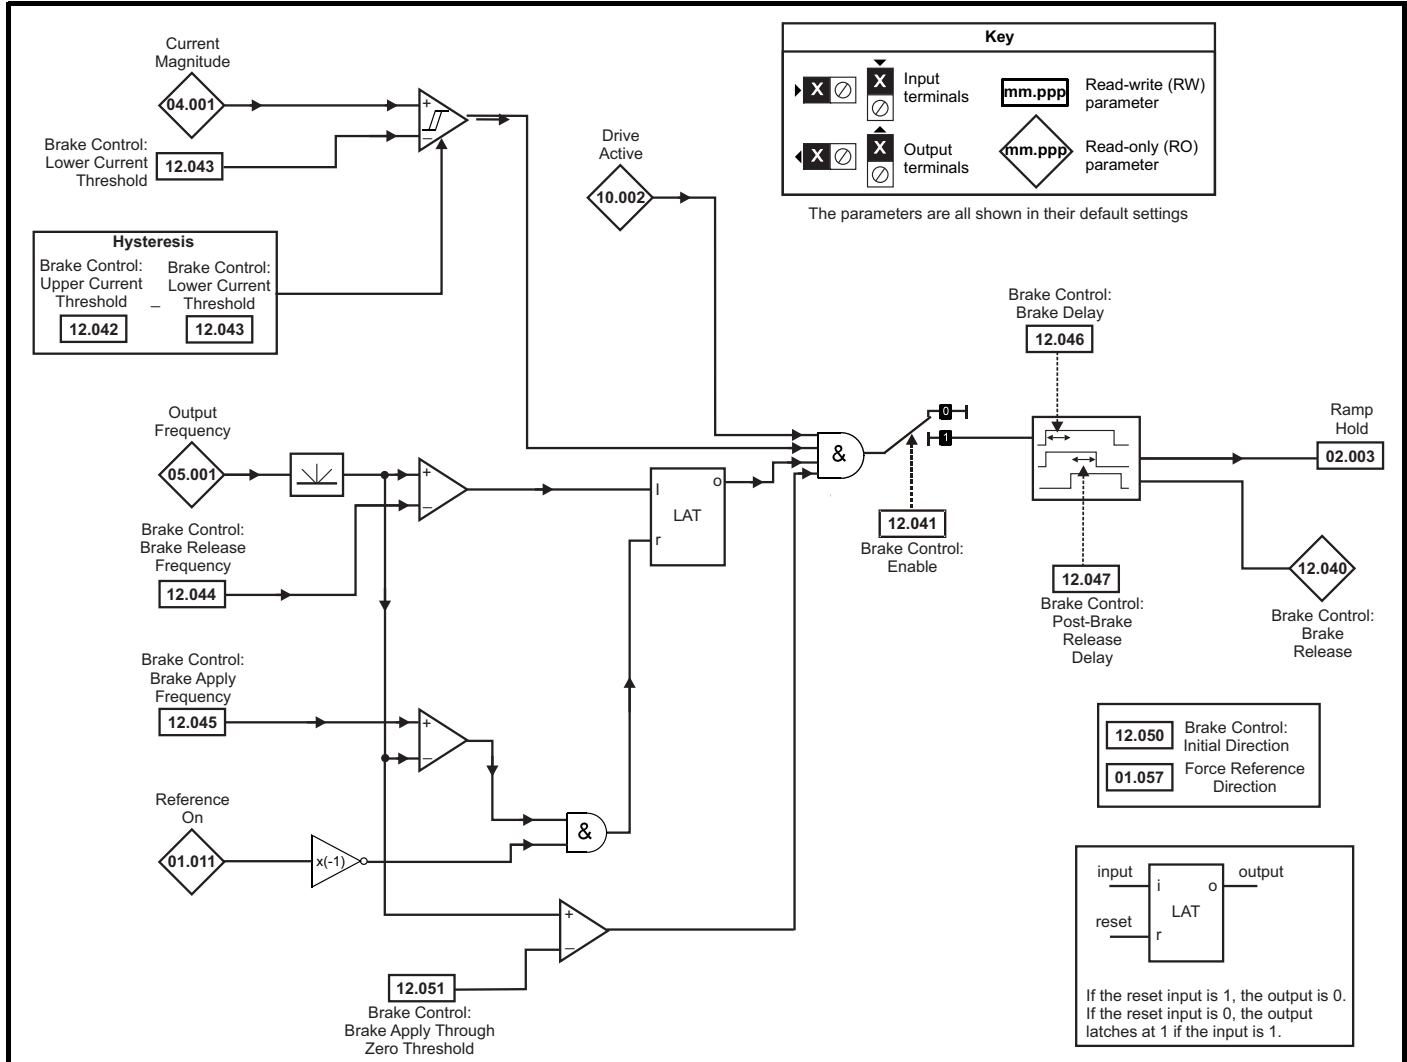 Current
Magnitude
04.001
+
–
Brake Control:
Lower Current
Threshold
12.043
Hysteresis
Brake Control:
Upper Current
Threshold
12.042
–
Brake Control:
Lower Current
Threshold
12.043
Drive
Active
10.002
Key
X
X
Input
terminals
mm.ppp
Read-write (RW)
parameter
X
X
Output
terminals
mm.ppp
Read-only (RO)
parameter
The parameters are all shown in their default settings
Output
Frequency
05.001
+
–
Brake Control:
Brake Release
Frequency
12.044
I
o
LAT
r
&
0
1
12.041
Brake Control:
Enable
Brake Control:
Brake Delay
12.046
12.047
Brake Control:
Post-Brake
Release
Delay
Ramp
Hold
02.003
12.040
Brake Control:
Brake
Release
Brake Control:
Brake Apply
Frequency
12.045
+
–
Reference
On
01.011
x(-1)
&
+
–
12.051
Brake Control:
Brake Apply Through
Zero Threshold
12.050
Brake Control:
Initial Direction
01.057
Force Reference
Direction
input
i
o
output
LAT
reset
r
If the reset input is 1, the output is 0.
If the reset input is 0, the output
latches at 1 if the input is 1.